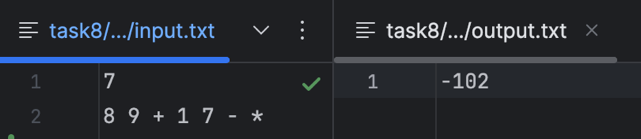 task8/.../input.txt
task8/.../output.txt
1 7
2 8 9 + 1 7 - *
1 -102